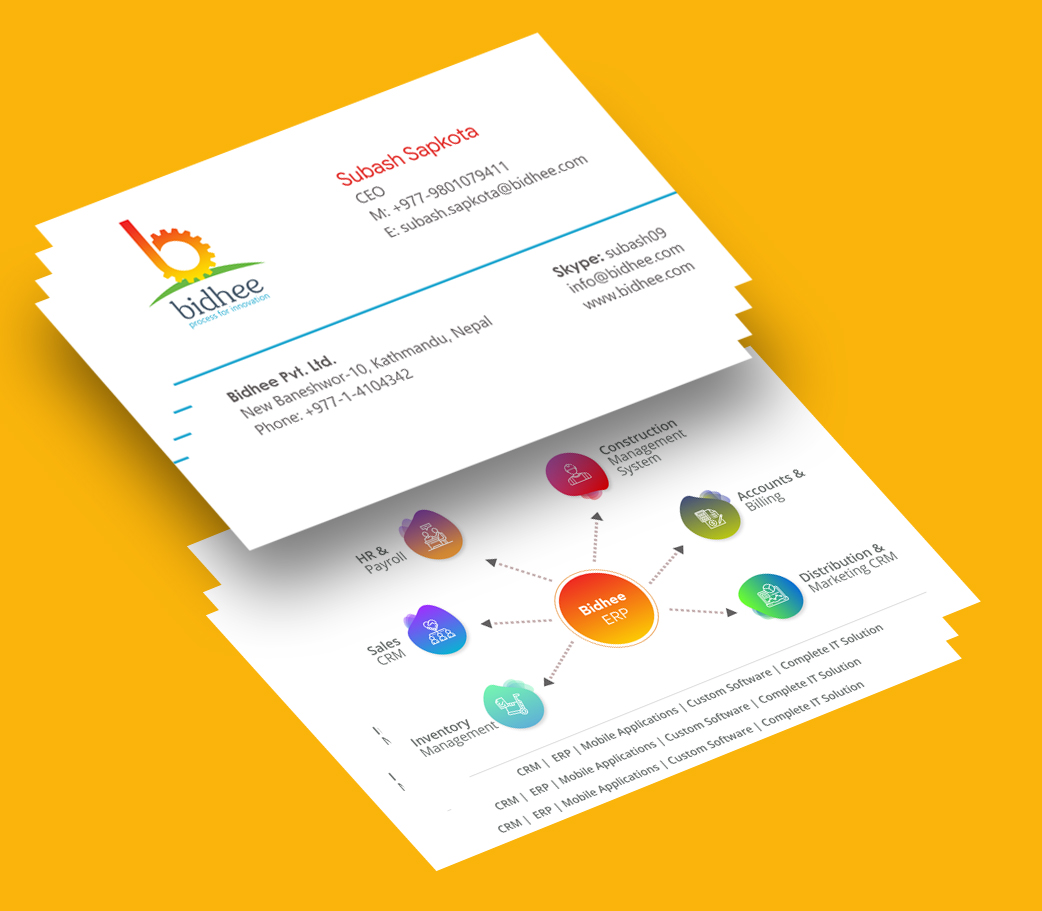 Subash Sapkota
CEO
M: +977-9801079411
E: subash.sapkota@bidhee.com
bidhee
process for innovation
Skype: subash09
info@bidhee.com
www.bidhee.com
Bidhee Pvt. Ltd.
New Baneshwor-10, Kathmandu, Nepal
Phone: +977-1-4104342
Construction
Management
System
Accounts &
Billing
HR &
Payroll
Distribution &
Marketing CRM
Bidhee
ERP
Sales
CRM
Inventory
Management
CRM | ERP | Mobile Applications | Custom Software | Complete IT Solution
CRM | ERP | Mobile Applications | Custom Software | Complete IT Solution
CRM | ERP | Mobile Applications | Custom Software | Complete IT Solution